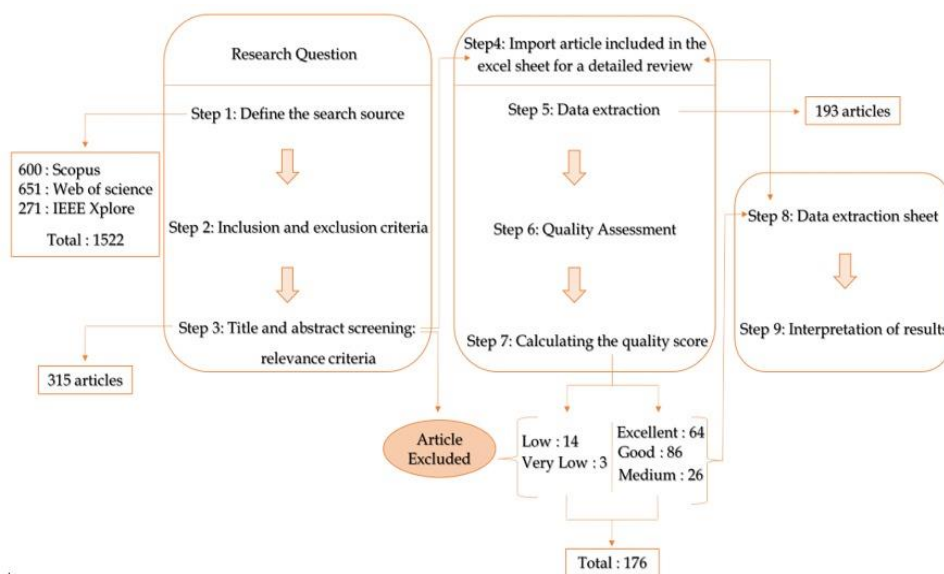 Research Question
Step 1: Define the search source
600 : Scopus
651 : Web of science
271 : IEEE Xplore
Total : 1522
Step 2: Inclusion and exclusion criteria
Step 3: Title and abstract screening:
relevance criteria
315 articles
Step4: Import article included in the
excel sheet for a detailed review
Step 5: Data extraction
193 articles
Step 6: Quality Assessment
Step 7: Calculating the quality score
Article
Excluded
Low : 14
Very Low : 3
Excellent : 64
Good : 86
Medium : 26
Total : 176
Step 8: Data extraction sheet
Step 9: Interpretation of results